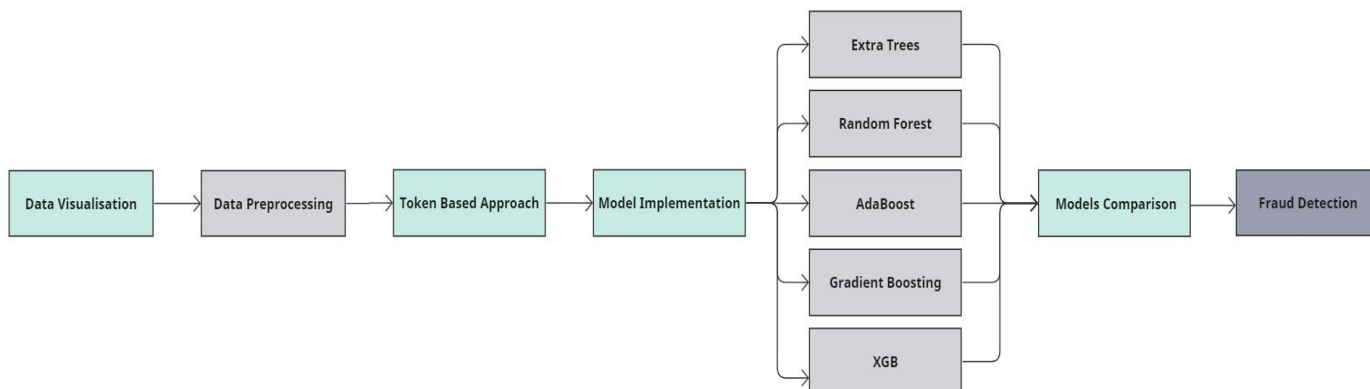 Data Visualisation
Data Preprocessing
Token Based Approach
Model Implementation
Extra Trees
Random Forest
AdaBoost
Gradient Boosting
XGB
Models Comparison
Fraud Detection